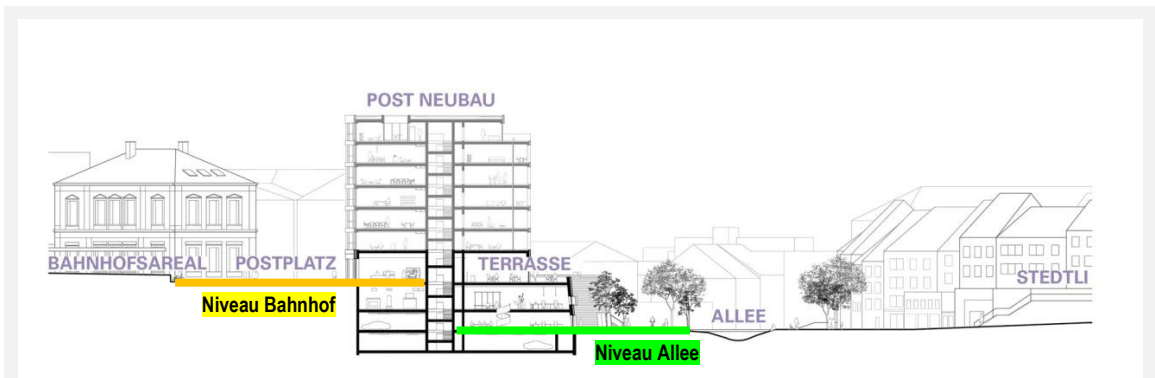 POST NEUBAU
BAHNHOFSAREAL
POSTPLATZ
TERRASSE
STEDTLI
Niveau Bahnhof
ALLEE
Niveau Allee